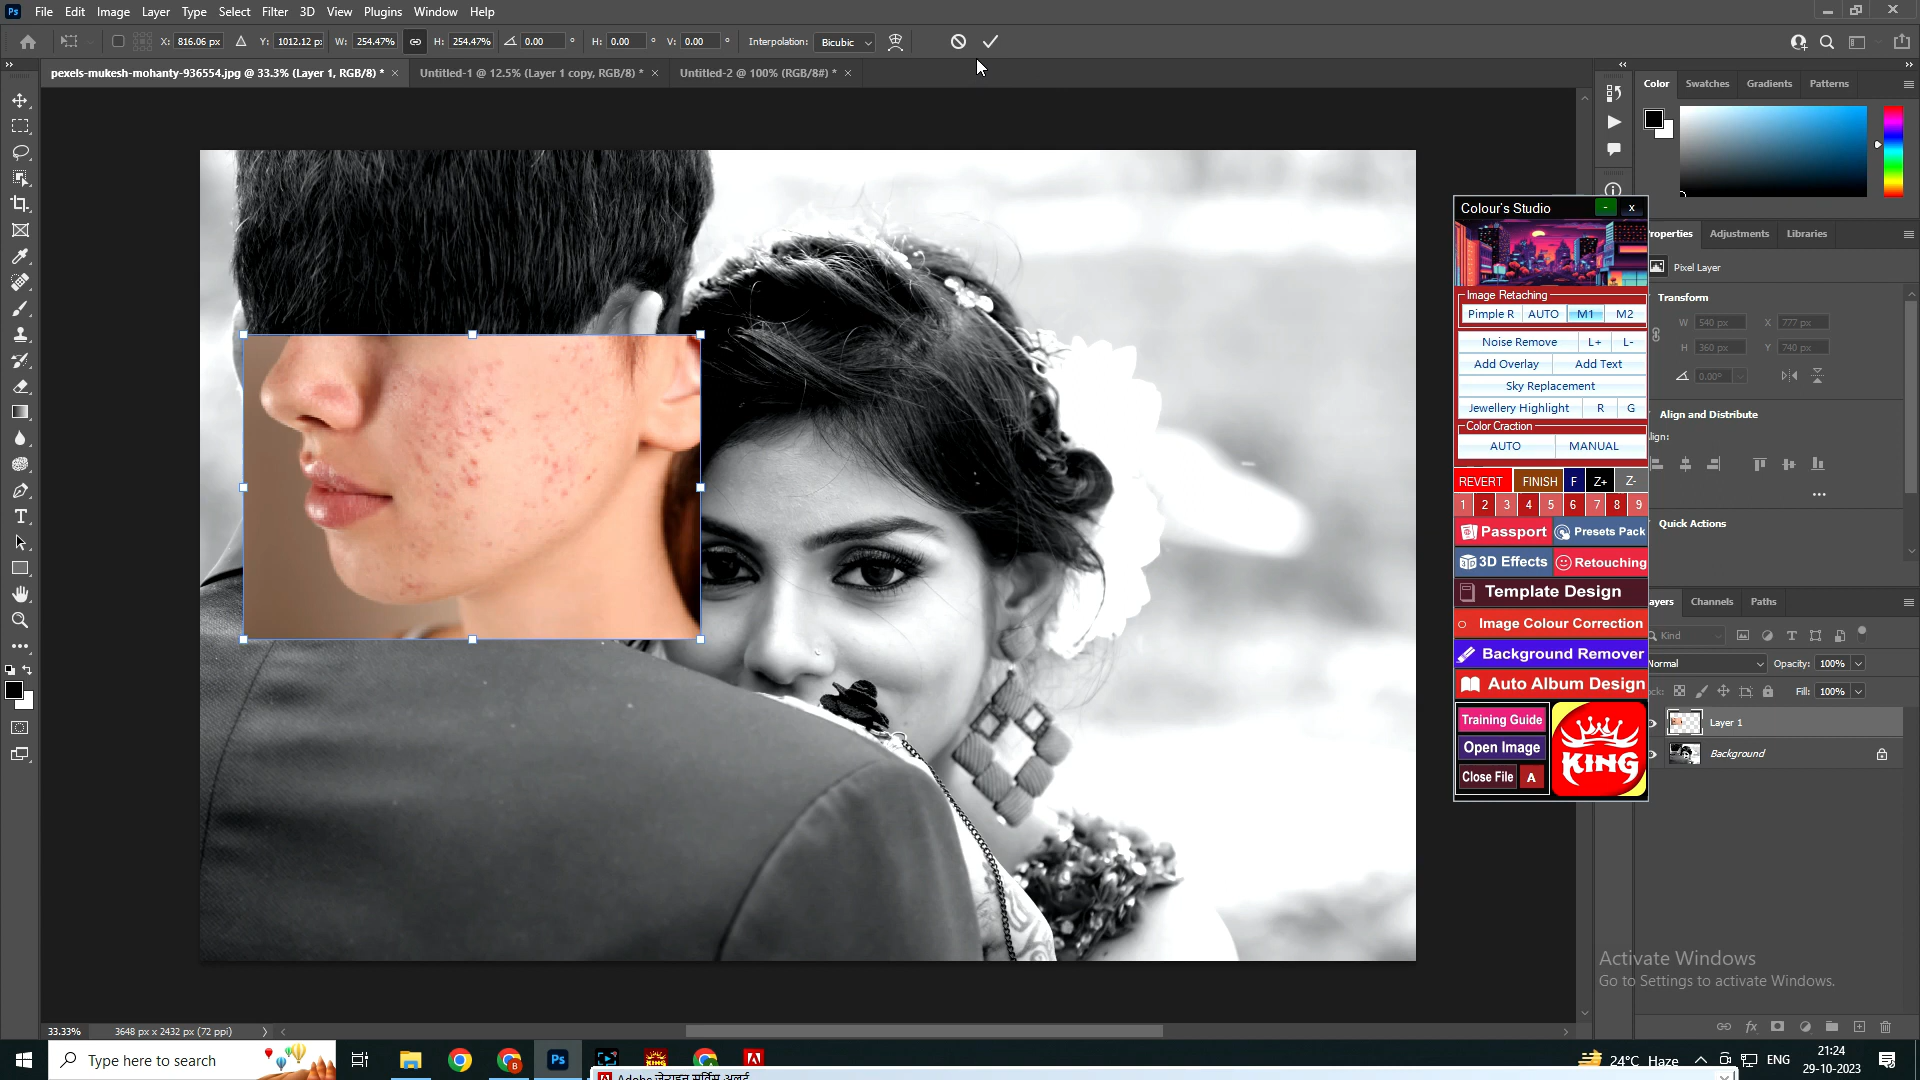 Ps File Edit Image Layer Type Select Filter 3D View Plugins Window Help
X: 816.06 px Y: 1012.12 p: W: 254.47% H: 254.47% 0.00 ° H: 0.00 ° V: 0.00 ° Interpolation: Bicubic
pexels-mukesh-mohanty-936554.jpg @ 33.3% (Layer 1, RGB/8) * × Untitled-1 @ 12.5% (Layer 1 copy, RGB/8) * × Untitled-2 @ 100% (RGB/8#) * ×
Color Swatches Gradients Patterns
Colour's Studio - x
Image Retaching
Pimple R AUTO M1 M2
Noise Remove L+ L-
Add Overlay Add Text
Sky Replacement
Jewellery Highlight R G
Color Craction
AUTO MANUAL
REVERT FINISH F Z+ Z-
1 2 3 4 5 6 7 8 9
Passport Presets Pack
3D Effects Retouching
Template Design
Image Colour Correction
Background Remover
Auto Album Design
Training Guide
Open Image
Close File A
KING
roperties Adjustments Libraries
Pixel Layer
Transform
W 540 px X 777 px
H 360 px Y 740 px
0.00°
Align and Distribute
lign:
Quick Actions
ayers Channels Paths
Kind
Normal Opacity: 100%
ck: Fill: 100%
Layer 1
Background
Activate Windows
Go to Settings to activate Windows.
33.33% 3648 px x 2432 px (72 ppi)
Type here to search
Ps
24°C Haze ENG
21:24
29-10-2023